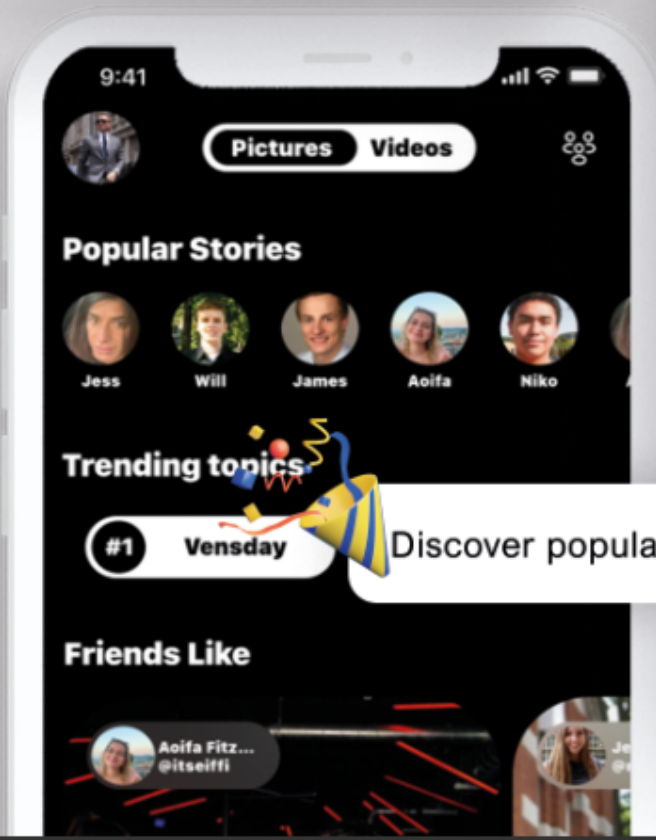 9:41
Pictures Videos
Popular Stories
Jess Will James Aoifa Niko
Trending topics
#1 Vensday
Discover popula
Friends Like
Aoifa Fitz...
@itseiffi
Je
@